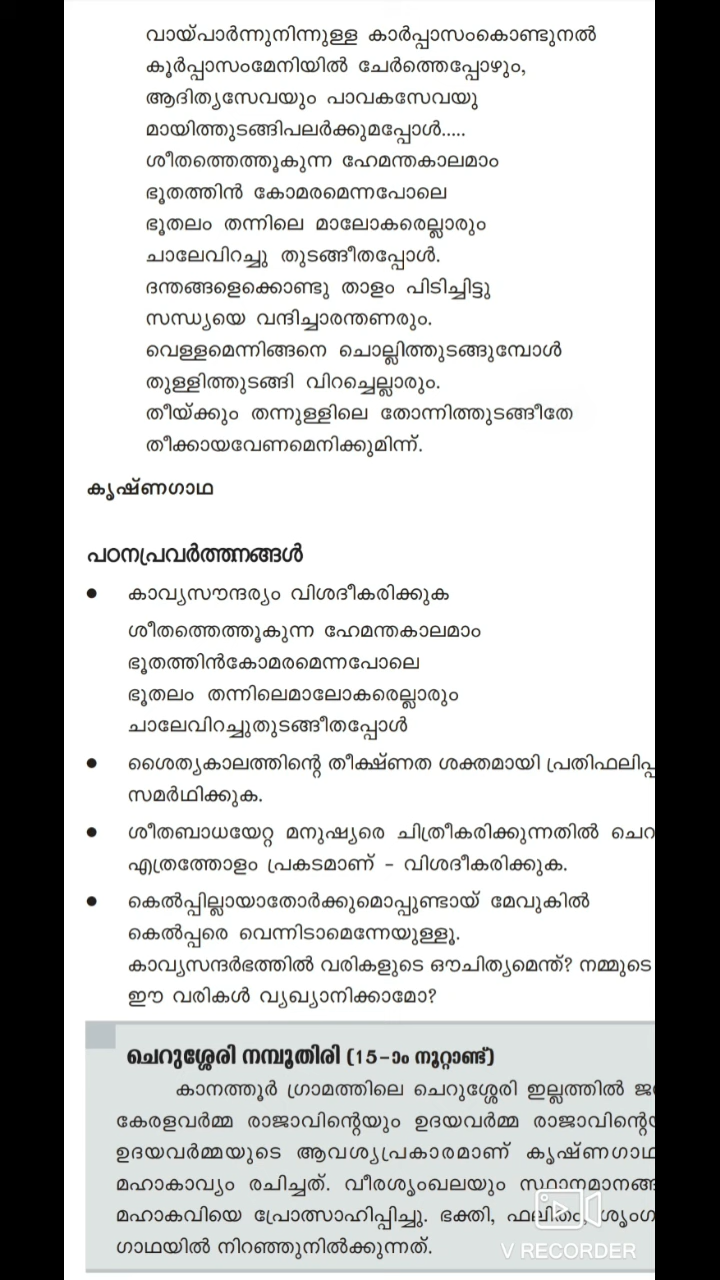 വായ്പാർന്നുനിന്നുള്ള കാർപ്പാസംകൊണ്ടുനൽ
കൂർപ്പാസംമേനിയിൽ ചേർത്തെപ്പോഴും,
ആദിത്യസേവയും പാവകസേവയു
മായിത്തുടങ്ങിപലർക്കുമപ്പോൾ.....
ശീതത്തെത്തൂകുന്ന ഹേമന്തകാലമാം
ഭൂതത്തിൻ കോമരമെന്നപോലെ
ഭൂതലം തന്നിലെ മാലോകരെല്ലാരും
ചാലേവിറച്ചു തുടങ്ങീതപ്പോൾ.
ദന്തങ്ങളെക്കൊണ്ടു താളം പിടിച്ചിട്ടു
സന്ധ്യയെ വന്ദിച്ചാരന്തണരും.
വെള്ളമെന്നിങ്ങനെ ചൊല്ലിത്തുടങ്ങുമ്പോൾ
തുള്ളിത്തുടങ്ങി വിറച്ചെല്ലാരും.
തീയ്ക്കും തന്നുള്ളിലെ തോന്നിത്തുടങ്ങീതേ
തീക്കായവേണമെനിക്കുമിന്ന്.
കൃഷ്ണഗാഥ
പഠനപ്രവർത്തനങ്ങൾ
● കാവ്യസൗന്ദര്യം വിശദീകരിക്കുക
ശീതത്തെത്തൂകുന്ന ഹേമന്തകാലമാം
ഭൂതത്തിൻകോമരമെന്നപോലെ
ഭൂതലം തന്നിലെമാലോകരെല്ലാരും
ചാലേവിറച്ചുതുടങ്ങീതപ്പോൾ
● ശൈത്യകാലത്തിന്റെ തീക്ഷ്ണത ശക്തമായി പ്രതിഫലിപ്പ
സമർഥിക്കുക.
● ശീതബാധയേറ്റ മനുഷ്യരെ ചിത്രീകരിക്കുന്നതിൽ ചെറ
എത്രത്തോളം പ്രകടമാണ് - വിശദീകരിക്കുക.
● കെൽപ്പില്ലായാതോർക്കുമൊപ്പുണ്ടായ് മേവുകിൽ
കെൽപ്പരെ വെന്നിടാമെന്നേയുള്ളൂ.
കാവ്യസന്ദർഭത്തിൽ വരികളുടെ ഔചിത്യമെന്ത്? നമ്മുടെ
ഈ വരികൾ വ്യഖ്യാനിക്കാമോ?
ചെറുശ്ശേരി നമ്പൂതിരി (15-ാം നൂറ്റാണ്ട്)
കാനത്തൂർ ഗ്രാമത്തിലെ ചെറുശ്ശേരി ഇല്ലത്തിൽ ജ
കേരളവർമ്മ രാജാവിന്റെയും ഉദയവർമ്മ രാജാവിന്റെയ
ഉദയവർമ്മയുടെ ആവശ്യപ്രകാരമാണ് കൃഷ്ണഗാഥ
മഹാകാവ്യം രചിച്ചത്. വീരശൃംഖലയും സ്ഥാനമാനങ്ങ
മഹാകവിയെ പ്രോത്സാഹിപ്പിച്ചു. ഭക്തി, ഫലിതം, ശൃംഗ
ഗാഥയിൽ നിറഞ്ഞുനിൽക്കുന്നത്.
V RECORDER